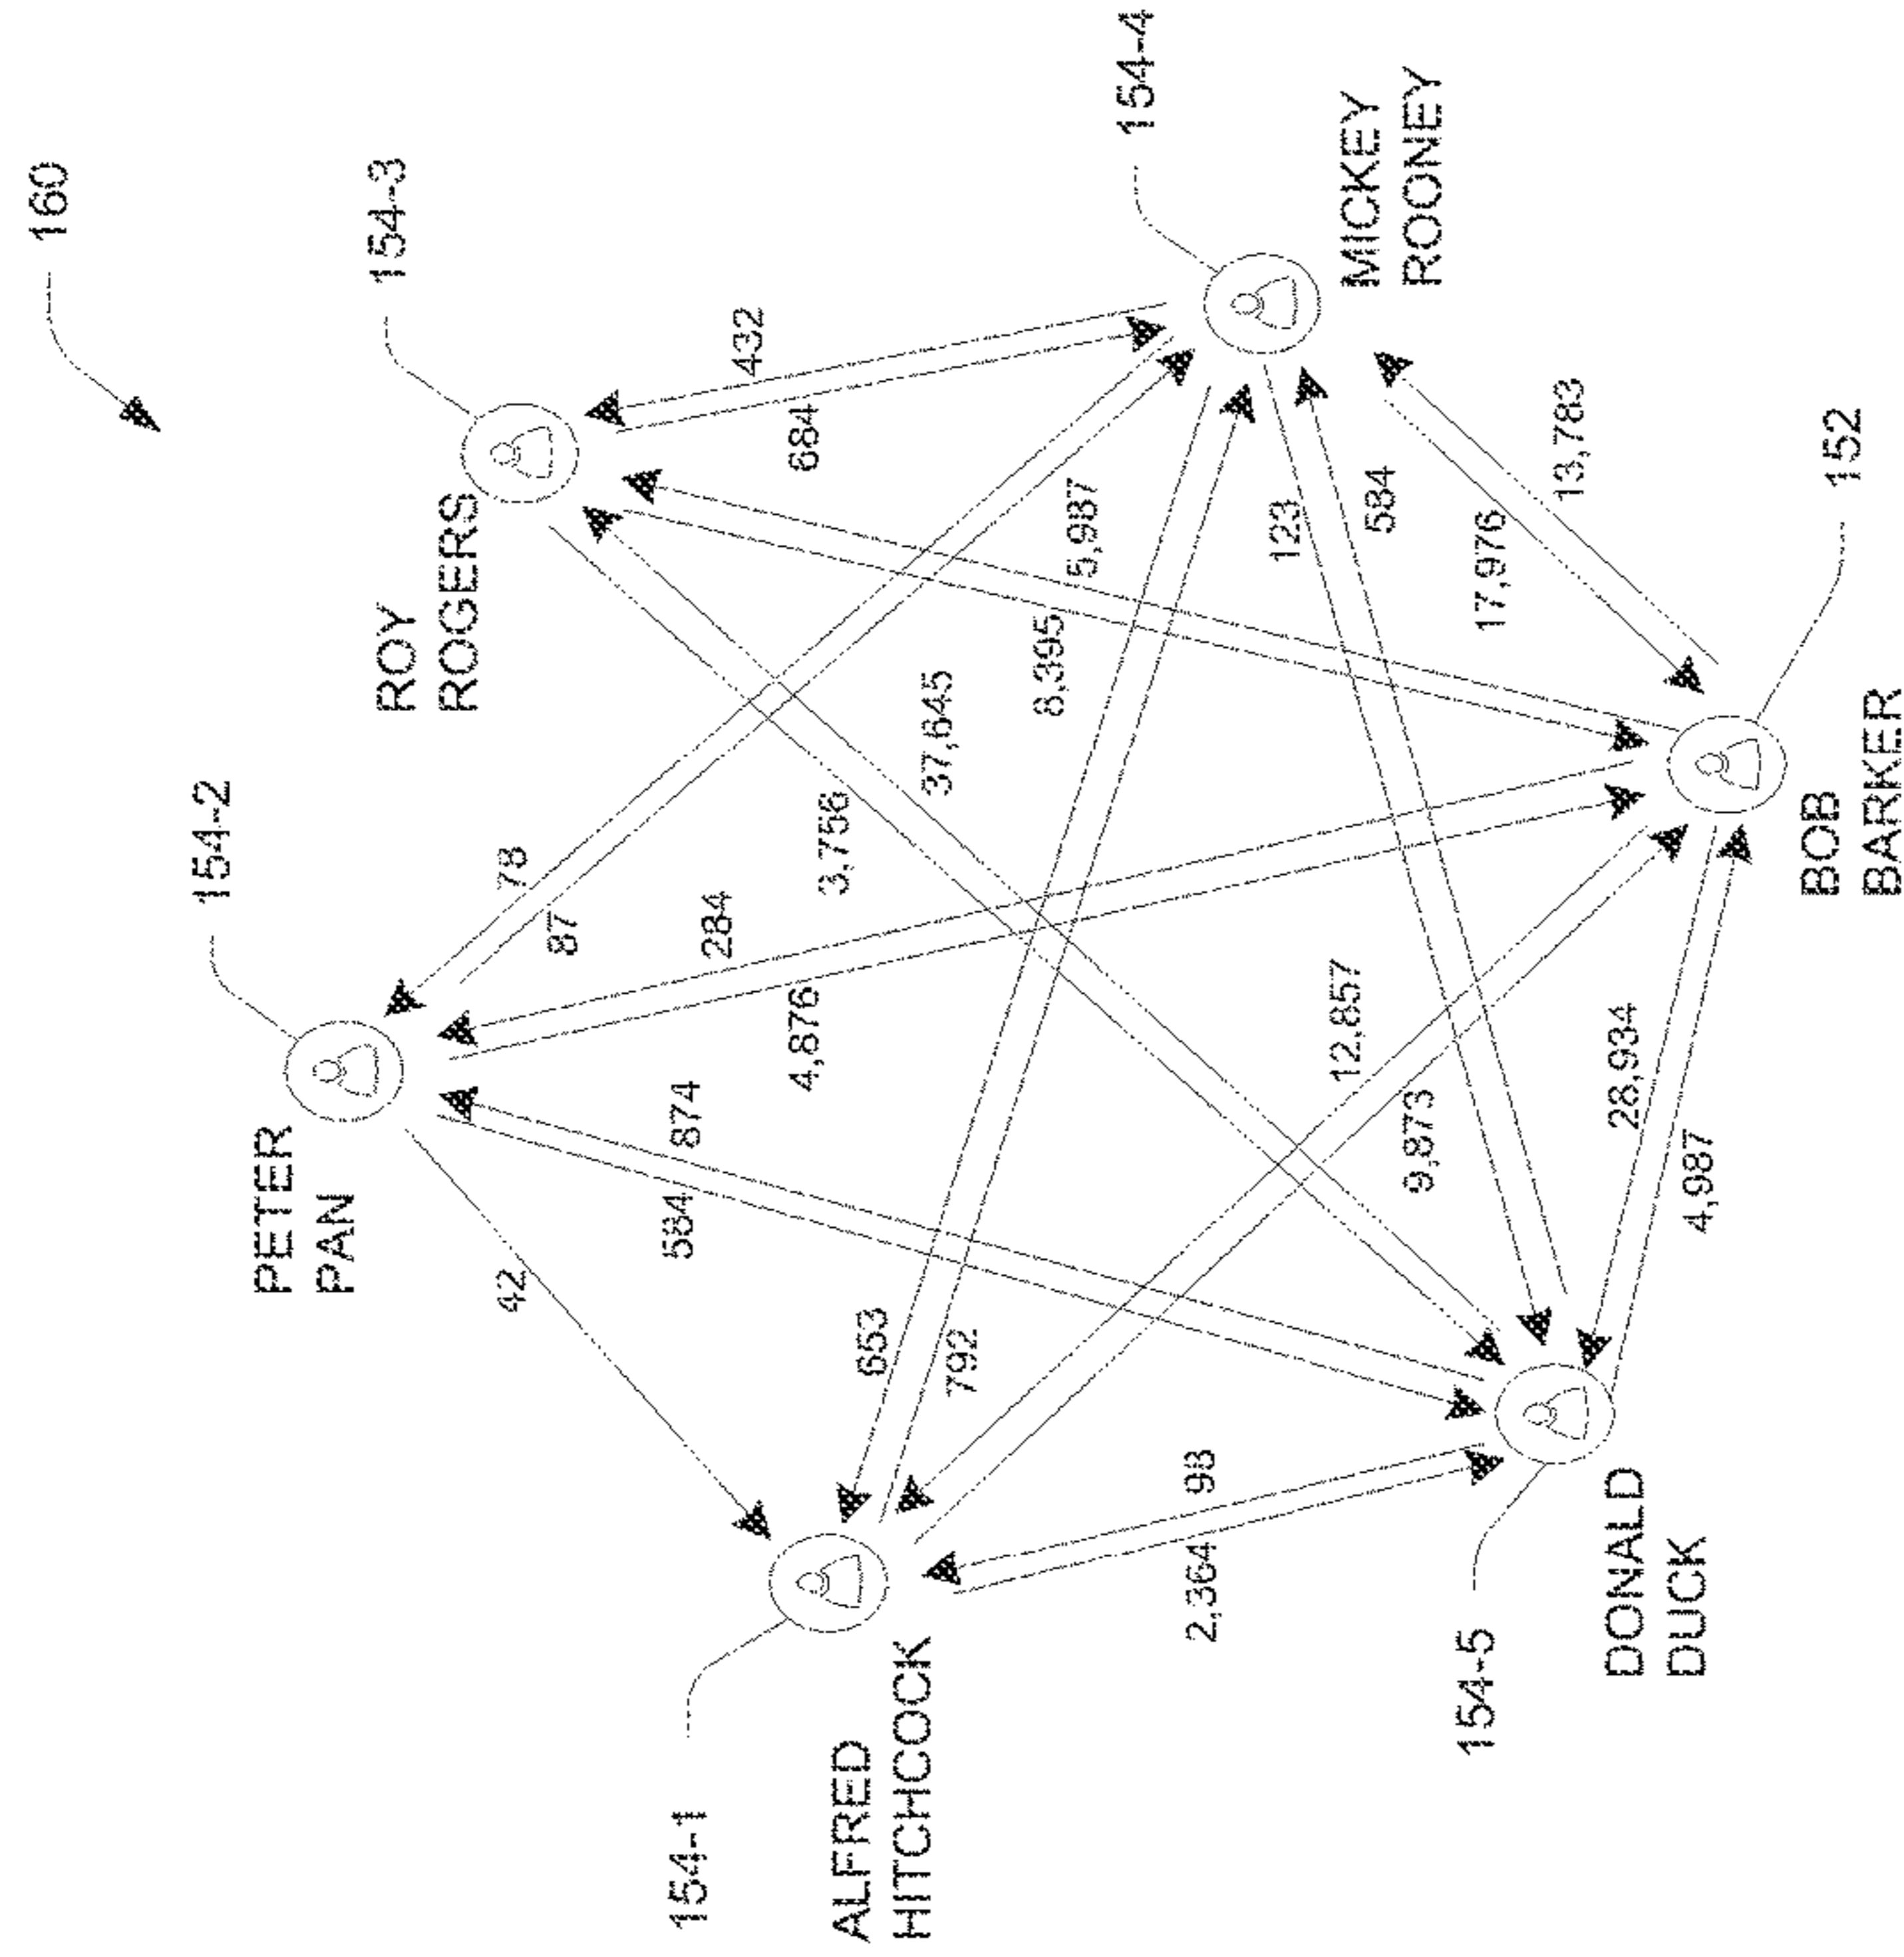 160
154-3
154-4
154-2
154-1
154-5
152
ROY
ROGERS
MICKEY
ROONEY
PETER
PAN
ALFRED
HITCHCOCK
DONALD
DUCK
BOB
BARKER
432
684
78
87
284
4,876
3,756
37,645
5,987
8,395
123
584
13,783
17,976
42
874
584
653
792
12,857
9,873
28,934
4,987
98
2,364